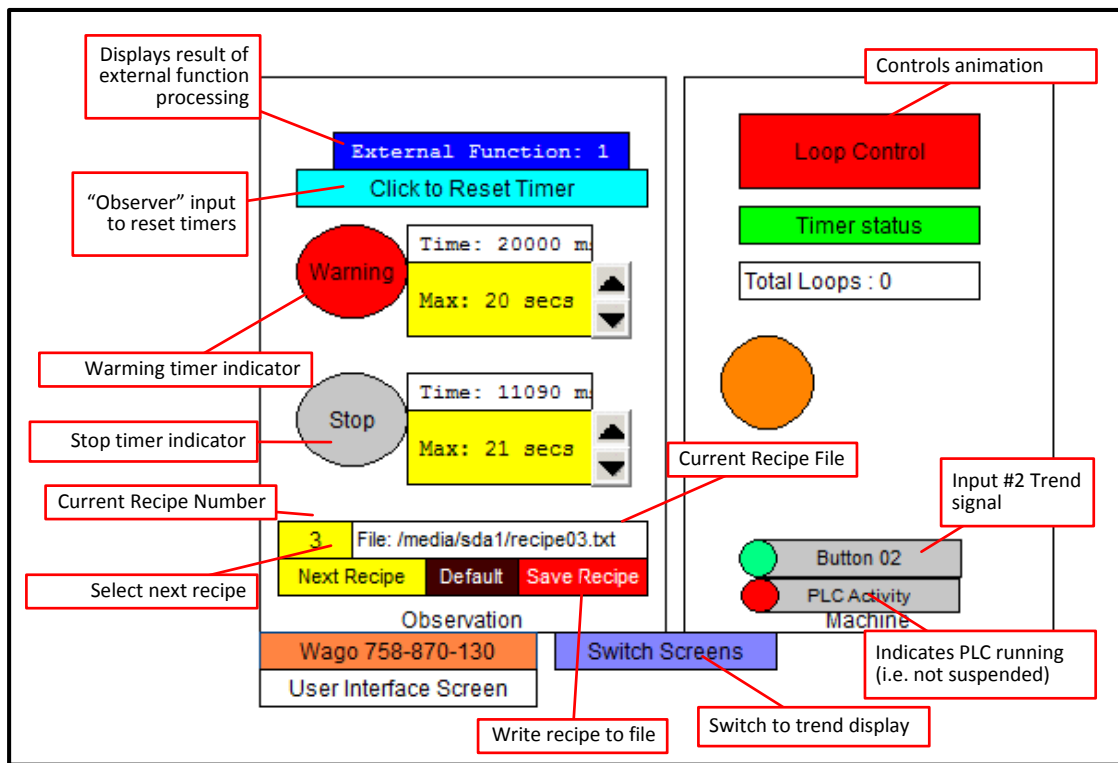 Displays result of
external function
processing
Controls animation
External Function: 1
Click to Reset Timer
“Observer” input
to reset timers
Loop Control
Timer status
Total Loops : 0
Warning
Time: 20000 ms
Max: 20 secs
Warming timer indicator
Stop
Time: 11090 ms
Max: 21 secs
Stop timer indicator
Current Recipe File
Current Recipe Number
Input #2 Trend
signal
3
File: /media/sda1/recipe03.txt
Select next recipe
Next Recipe
Default
Save Recipe
Button 02
PLC Activity
Observation
Machine
Wago 758-870-130
Switch Screens
User Interface Screen
Indicates PLC running
(i.e. not suspended)
Write recipe to file
Switch to trend display